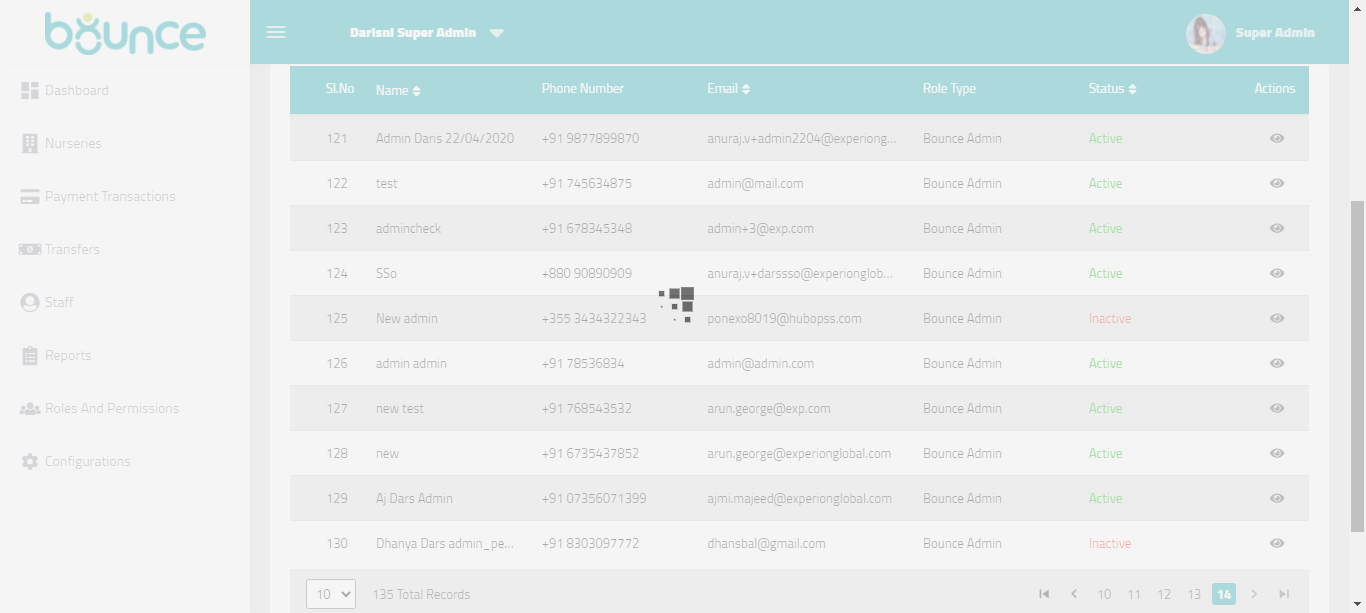 bounce
Darisni Super Admin
Super Admin
Dashboard
Nurseries
Payment Transactions
Transfers
Staff
Reports
Roles And Permissions
Configurations
Sl.No Name Phone Number Email Role Type Status Actions
121 Admin Daris 22/04/2020 +91 9877899870 anuraj.v+admin2204@experiong... Bounce Admin Active
122 test +91 745634875 admin@mail.com Bounce Admin Active
123 admincheck +91 678345348 admin+3@exp.com Bounce Admin Active
124 SSo +880 90890909 anuraj.v+darssso@experionglob... Bounce Admin Active
125 New admin +355 3434322343 ponexo8019@hubopss.com Bounce Admin Inactive
126 admin admin +91 78536834 admin@admin.com Bounce Admin Active
127 new test +91 768543532 arun.george@exp.com Bounce Admin Active
128 new +91 6735437852 arun.george@experionglobal.com Bounce Admin Active
129 Aj Dars Admin +91 07356071399 ajmi.majeed@experionglobal.com Bounce Admin Active
130 Dhanya Dars admin_pe... +91 8303097772 dhansbal@gmail.com Bounce Admin Inactive
10 135 Total Records 10 11 12 13 14